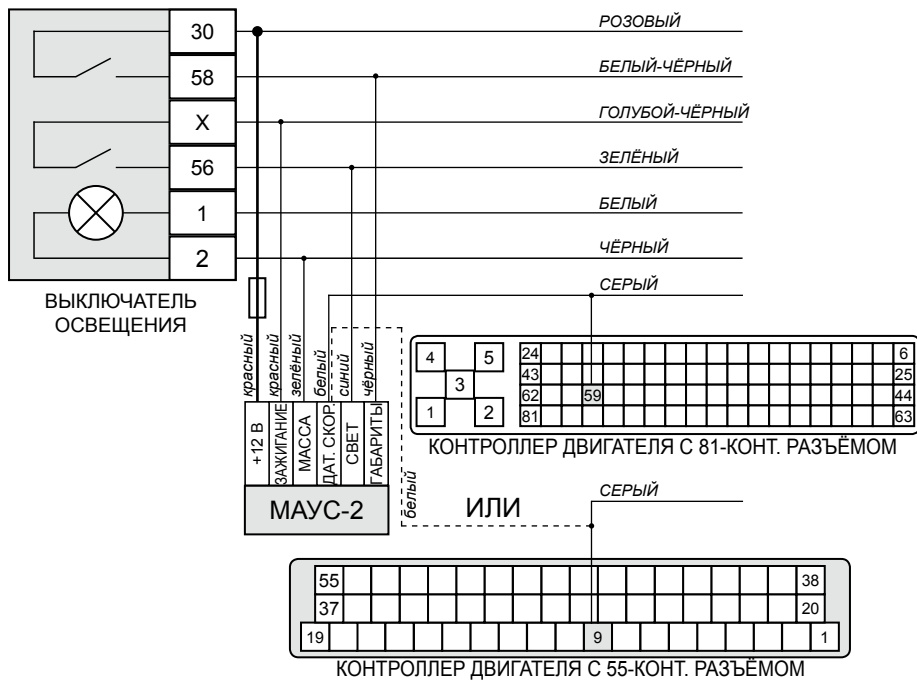 30
РОЗОВЫЙ
58
БЕЛЫЙ-ЧЁРНЫЙ
X
ГОЛУБОЙ-ЧЁРНЫЙ
56
ЗЕЛЁНЫЙ
1
БЕЛЫЙ
2
ЧЁРНЫЙ
ВЫКЛЮЧАТЕЛЬ
ОСВЕЩЕНИЯ
СЕРЫЙ
красный
красный
зелёный
белый
синий
чёрный
+12 В
ЗАЖИГАНИЕ
МАССА
ДАТ. СКОР.
СВЕТ
ГАБАРИТЫ
МАУС-2
белый
4
5
3
1
2
24
6
43
25
62
59
44
81
63
КОНТРОЛЛЕР ДВИГАТЕЛЯ С 81-КОНТ. РАЗЪЁМОМ
ИЛИ
СЕРЫЙ
55
38
37
20
19
9
1
КОНТРОЛЛЕР ДВИГАТЕЛЯ С 55-КОНТ. РАЗЪЁМОМ